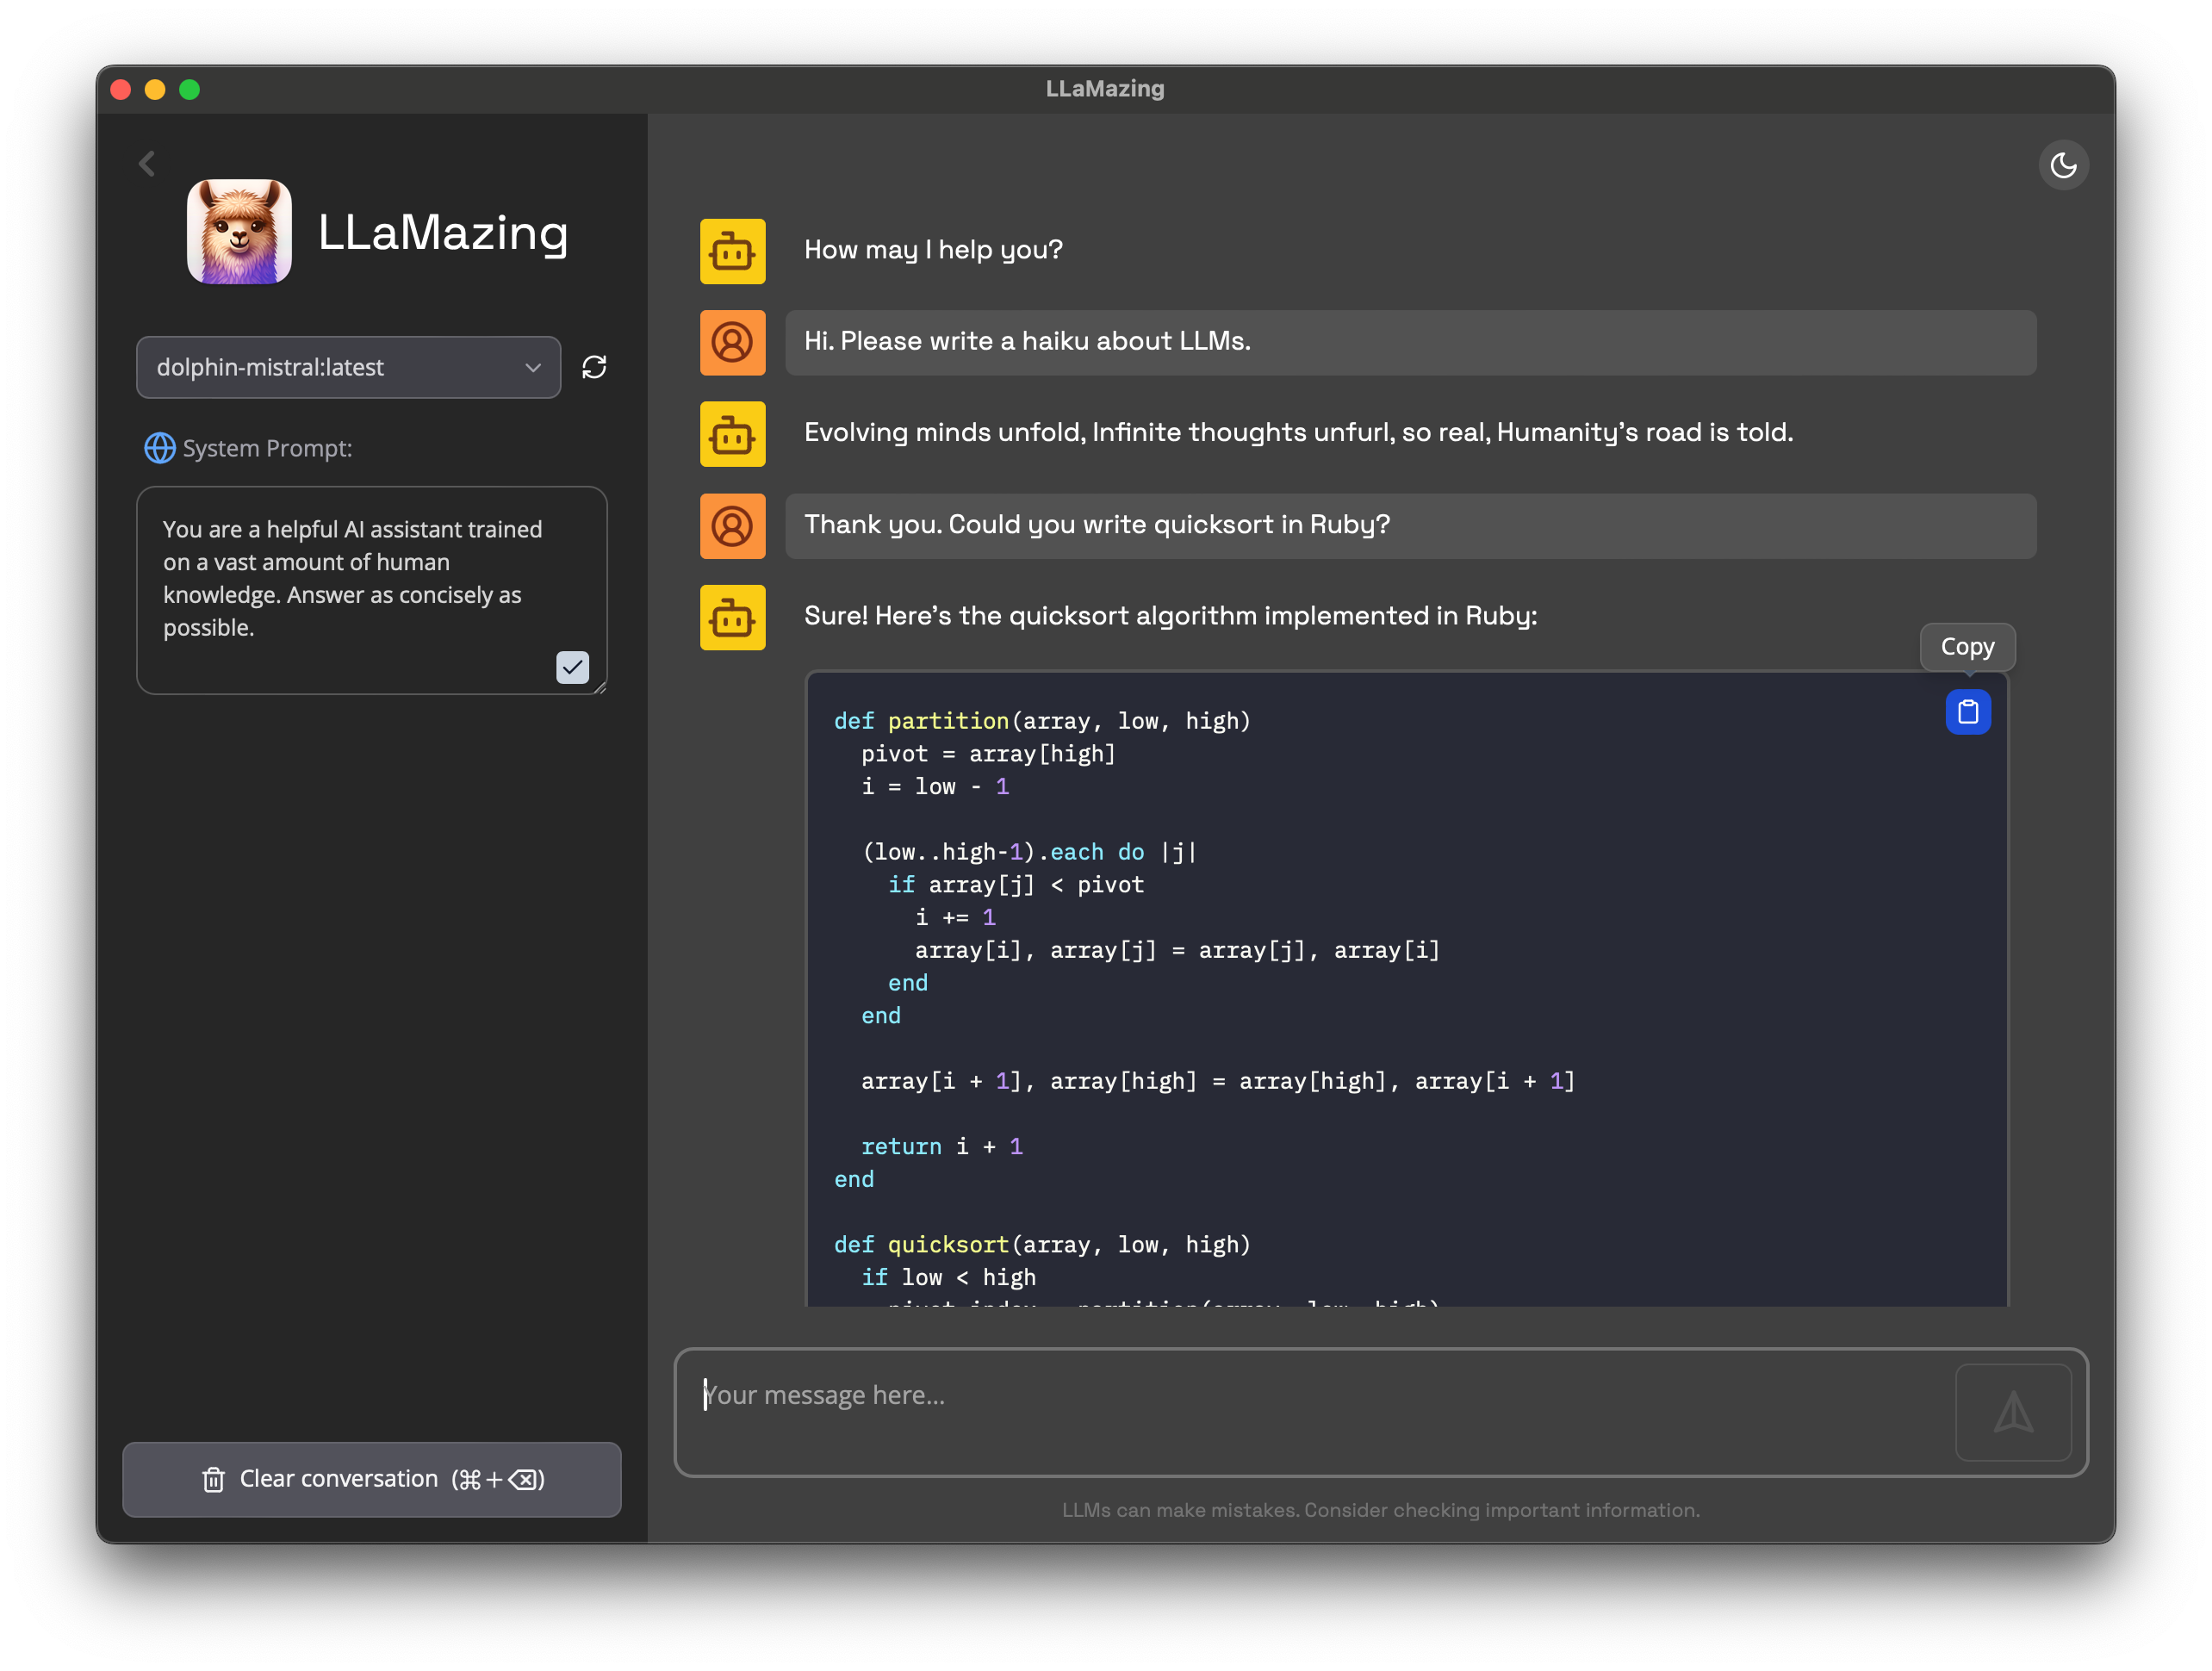 LLaMazing
LLaMazing
dolphin-mistral:latest
System Prompt:
You are a helpful AI assistant trained
on a vast amount of human
knowledge. Answer as concisely as
possible.
Clear conversation (⌘+⌫)
How may I help you?
Hi. Please write a haiku about LLMs.
Evolving minds unfold, Infinite thoughts unfurl, so real, Humanity's road is told.
Thank you. Could you write quicksort in Ruby?
Sure! Here's the quicksort algorithm implemented in Ruby:
Copy
def partition(array, low, high)
  pivot = array[high]
  i = low - 1
  (low..high-1).each do |j|
    if array[j] < pivot
      i += 1
      array[i], array[j] = array[j], array[i]
    end
  end
  array[i + 1], array[high] = array[high], array[i + 1]
  return i + 1
end
def quicksort(array, low, high)
  if low < high
    pivot_index = partition(array, low, high)
Your message here...
LLMs can make mistakes. Consider checking important information.